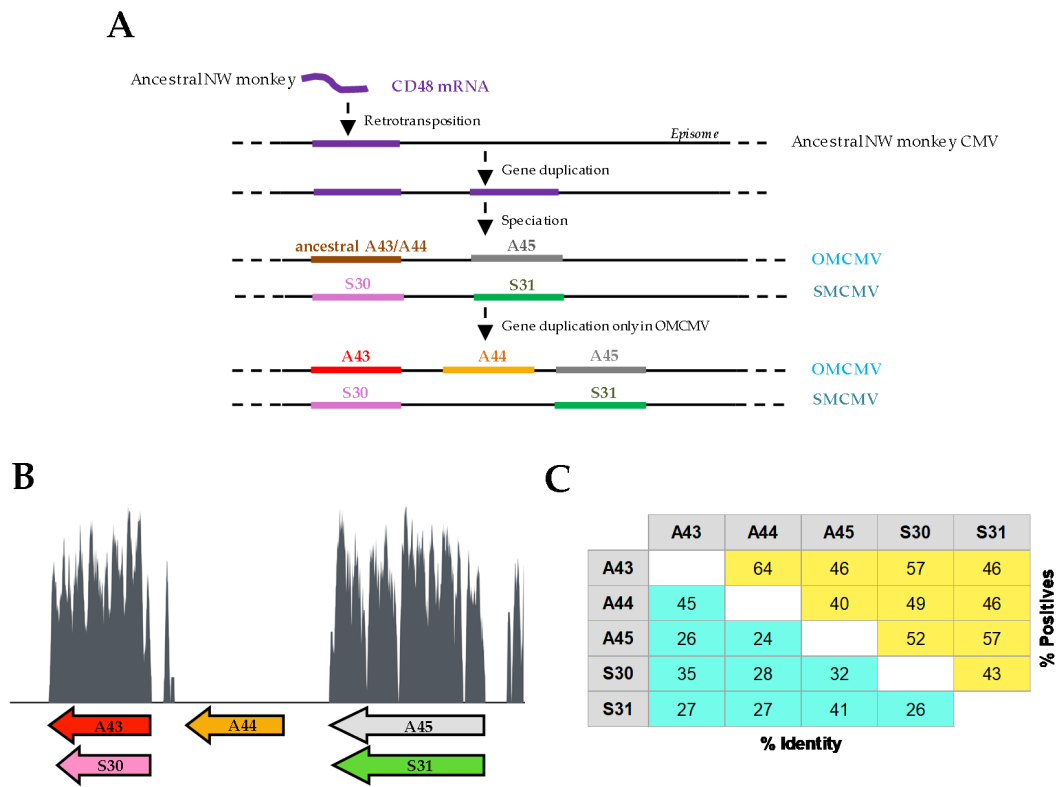 A
Ancestral NW monkey
CD48 mRNA
Retrotransposition
Episome
Ancestral NW monkey CMV
Gene duplication
Speciation
ancestral A43/A44
A45
OMCMV
S30
S31
SMCMV
Gene duplication only in OMCMV
A43
A44
A45
OMCMV
S30
S31
SMCMV
B
A43
A44
A45
S30
S31
C
A43 A44 A45 S30 S31
A43 64 46 57 46
A44 45 40 49 46
A45 26 24 52 57
S30 35 28 32 43
S31 27 27 41 26
% Positives
% Identity